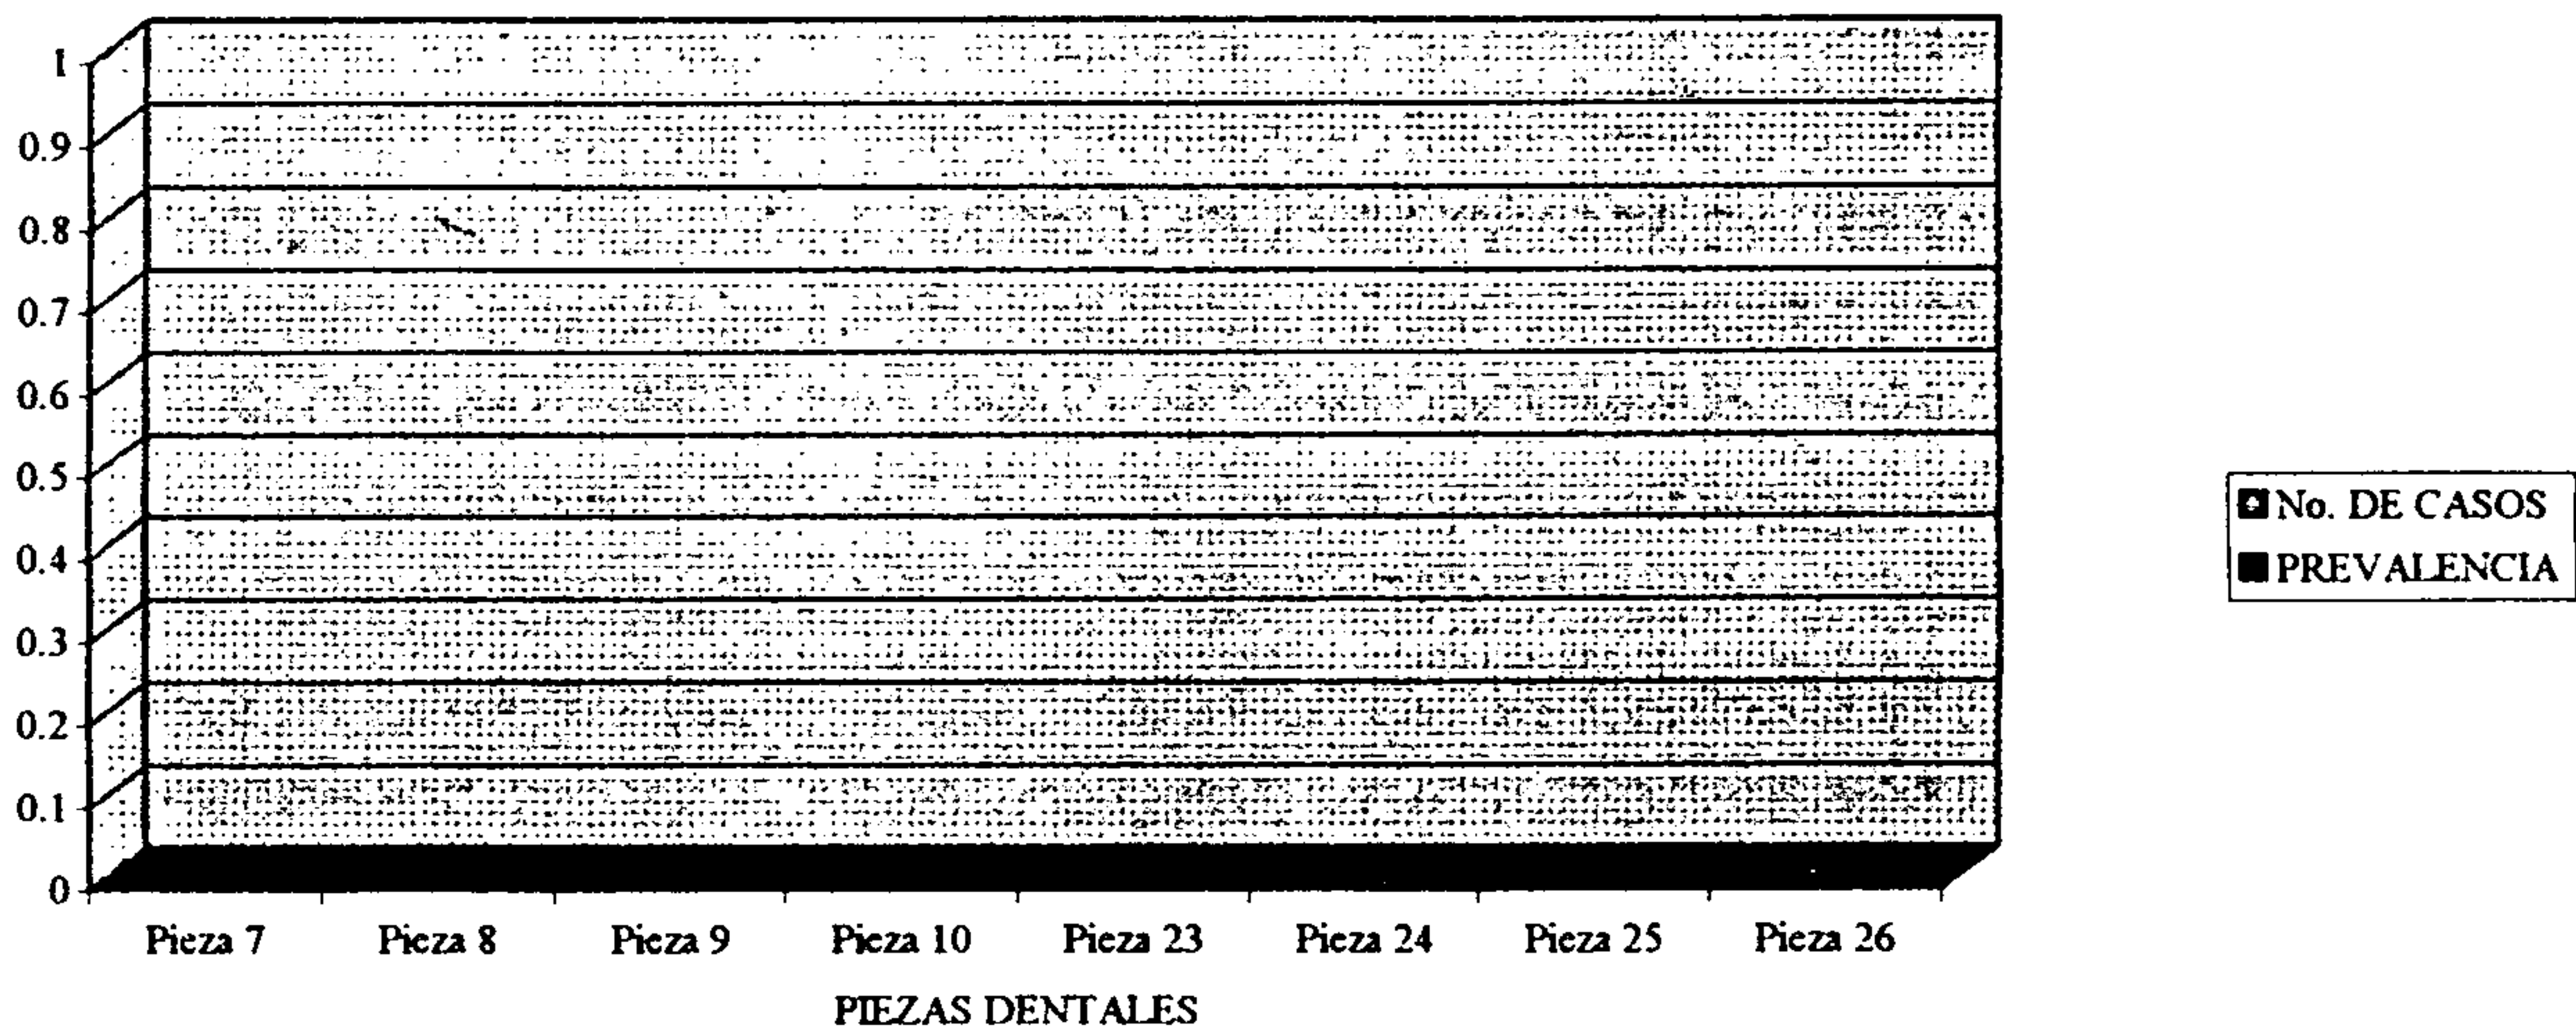 1
0.9
0.8
0.7
0.6
0.5
0.4
0.3
0.2
0.1
0
Pieza 7 Pieza 8 Pieza 9 Pieza 10 Pieza 23 Pieza 24 Pieza 25 Pieza 26
PIEZAS DENTALES
No. DE CASOS
PREVALENCIA